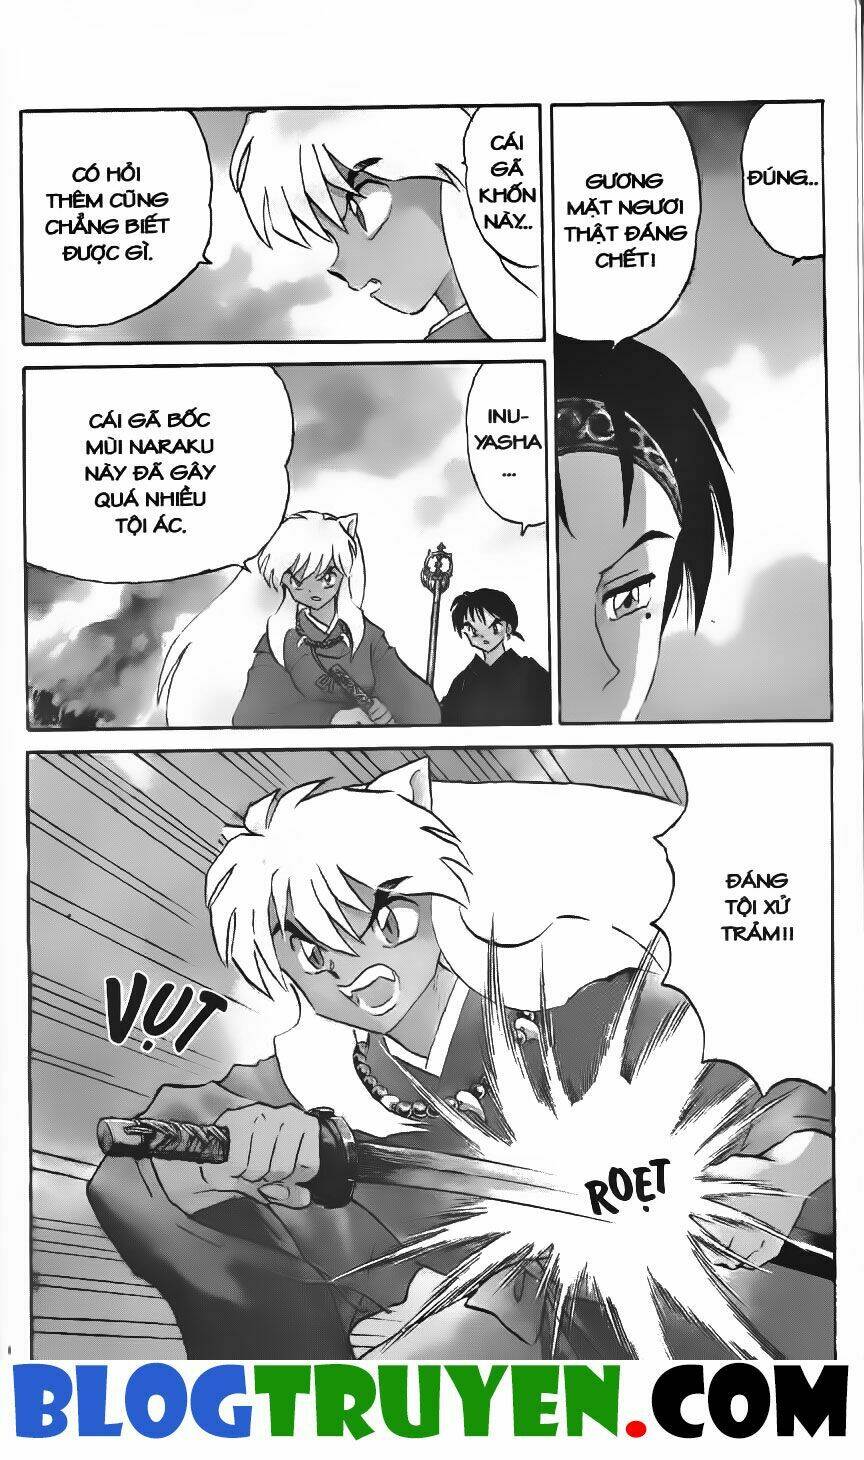 ĐÚNG...
GƯƠNG
MẶT NGƯƠI
THẬT ĐÁNG
CHẾT!
CÁI
GÃ
KHỐN
NÀY...
CÓ HỎI
THÊM CŨNG
CHẲNG BIẾT
ĐƯỢC GÌ.
INU-
YASHA
...
CÁI GÃ BỐC
MÙI NARAKU
NÀY ĐÃ GÂY
QUÁ NHIỀU
TỘI ÁC.
ĐÁNG
TỘI XỬ
TRẢM!!
VỤT
ROẸT
BLOGTRUYEN.COM